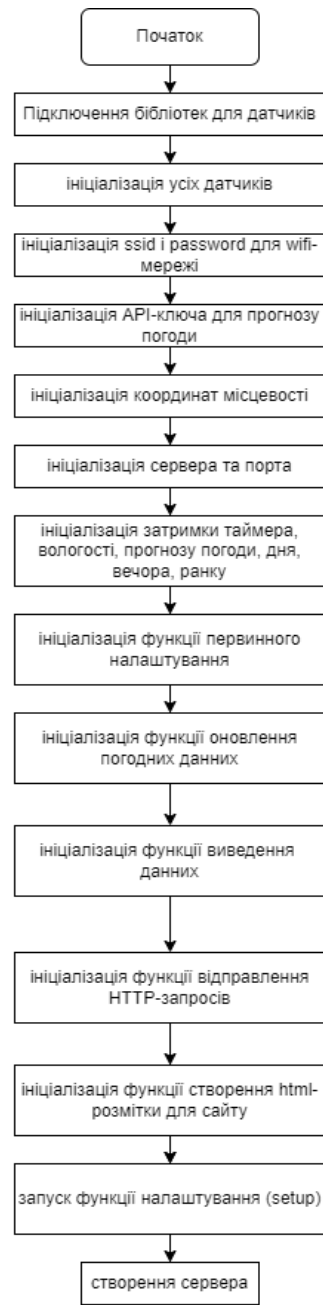 Початок
Підключення бібліотек для датчиків
ініціалізація усіх датчиків
ініціалізація ssid і password для wifi-
мережі
ініціалізація API-ключа для прогнозу
погоди
ініціалізація координат місцевості
ініціалізація сервера та порта
ініціалізація затримки таймера,
вологості, прогнозу погоди, дня,
вечора, ранку
ініціалізація функції первинного
налаштування
ініціалізація функції оновлення
погодних данних
ініціалізація функції виведення
данних
ініціалізація функції відправлення
HTTP-запросів
ініціалізація функції створення html-
розмітки для сайту
запуск функції налаштування (setup)
створення сервера